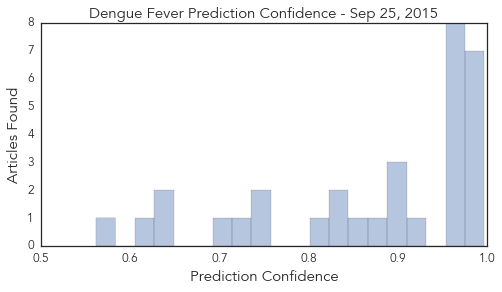 Dengue Fever Prediction Confidence - Sep 25, 2015
Articles Found
8
7
6
5
4
3
2
1
0
0.5 0.6 0.7 0.8 0.9 1.0
Prediction Confidence